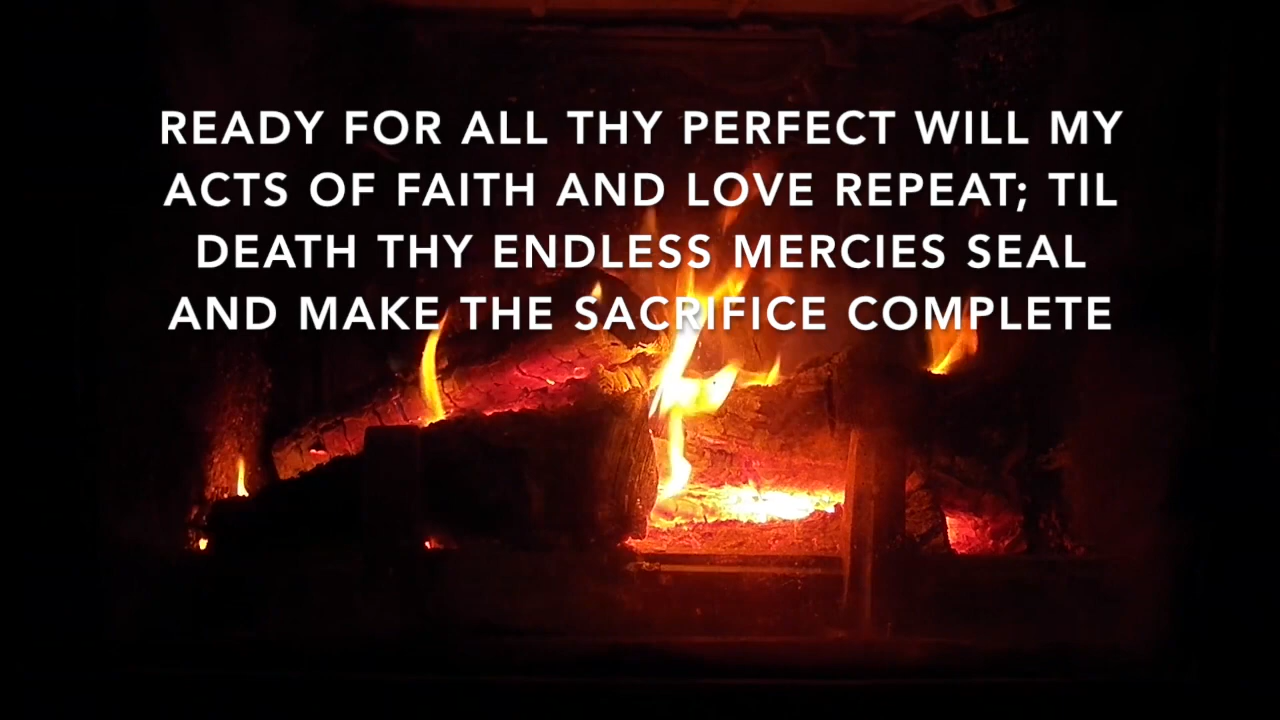 READY FOR ALL THY PERFECT WILL MY
ACTS OF FAITH AND LOVE REPEAT; TIL
DEATH THY ENDLESS MERCIES SEAL
AND MAKE THE SACRIFICE COMPLETE